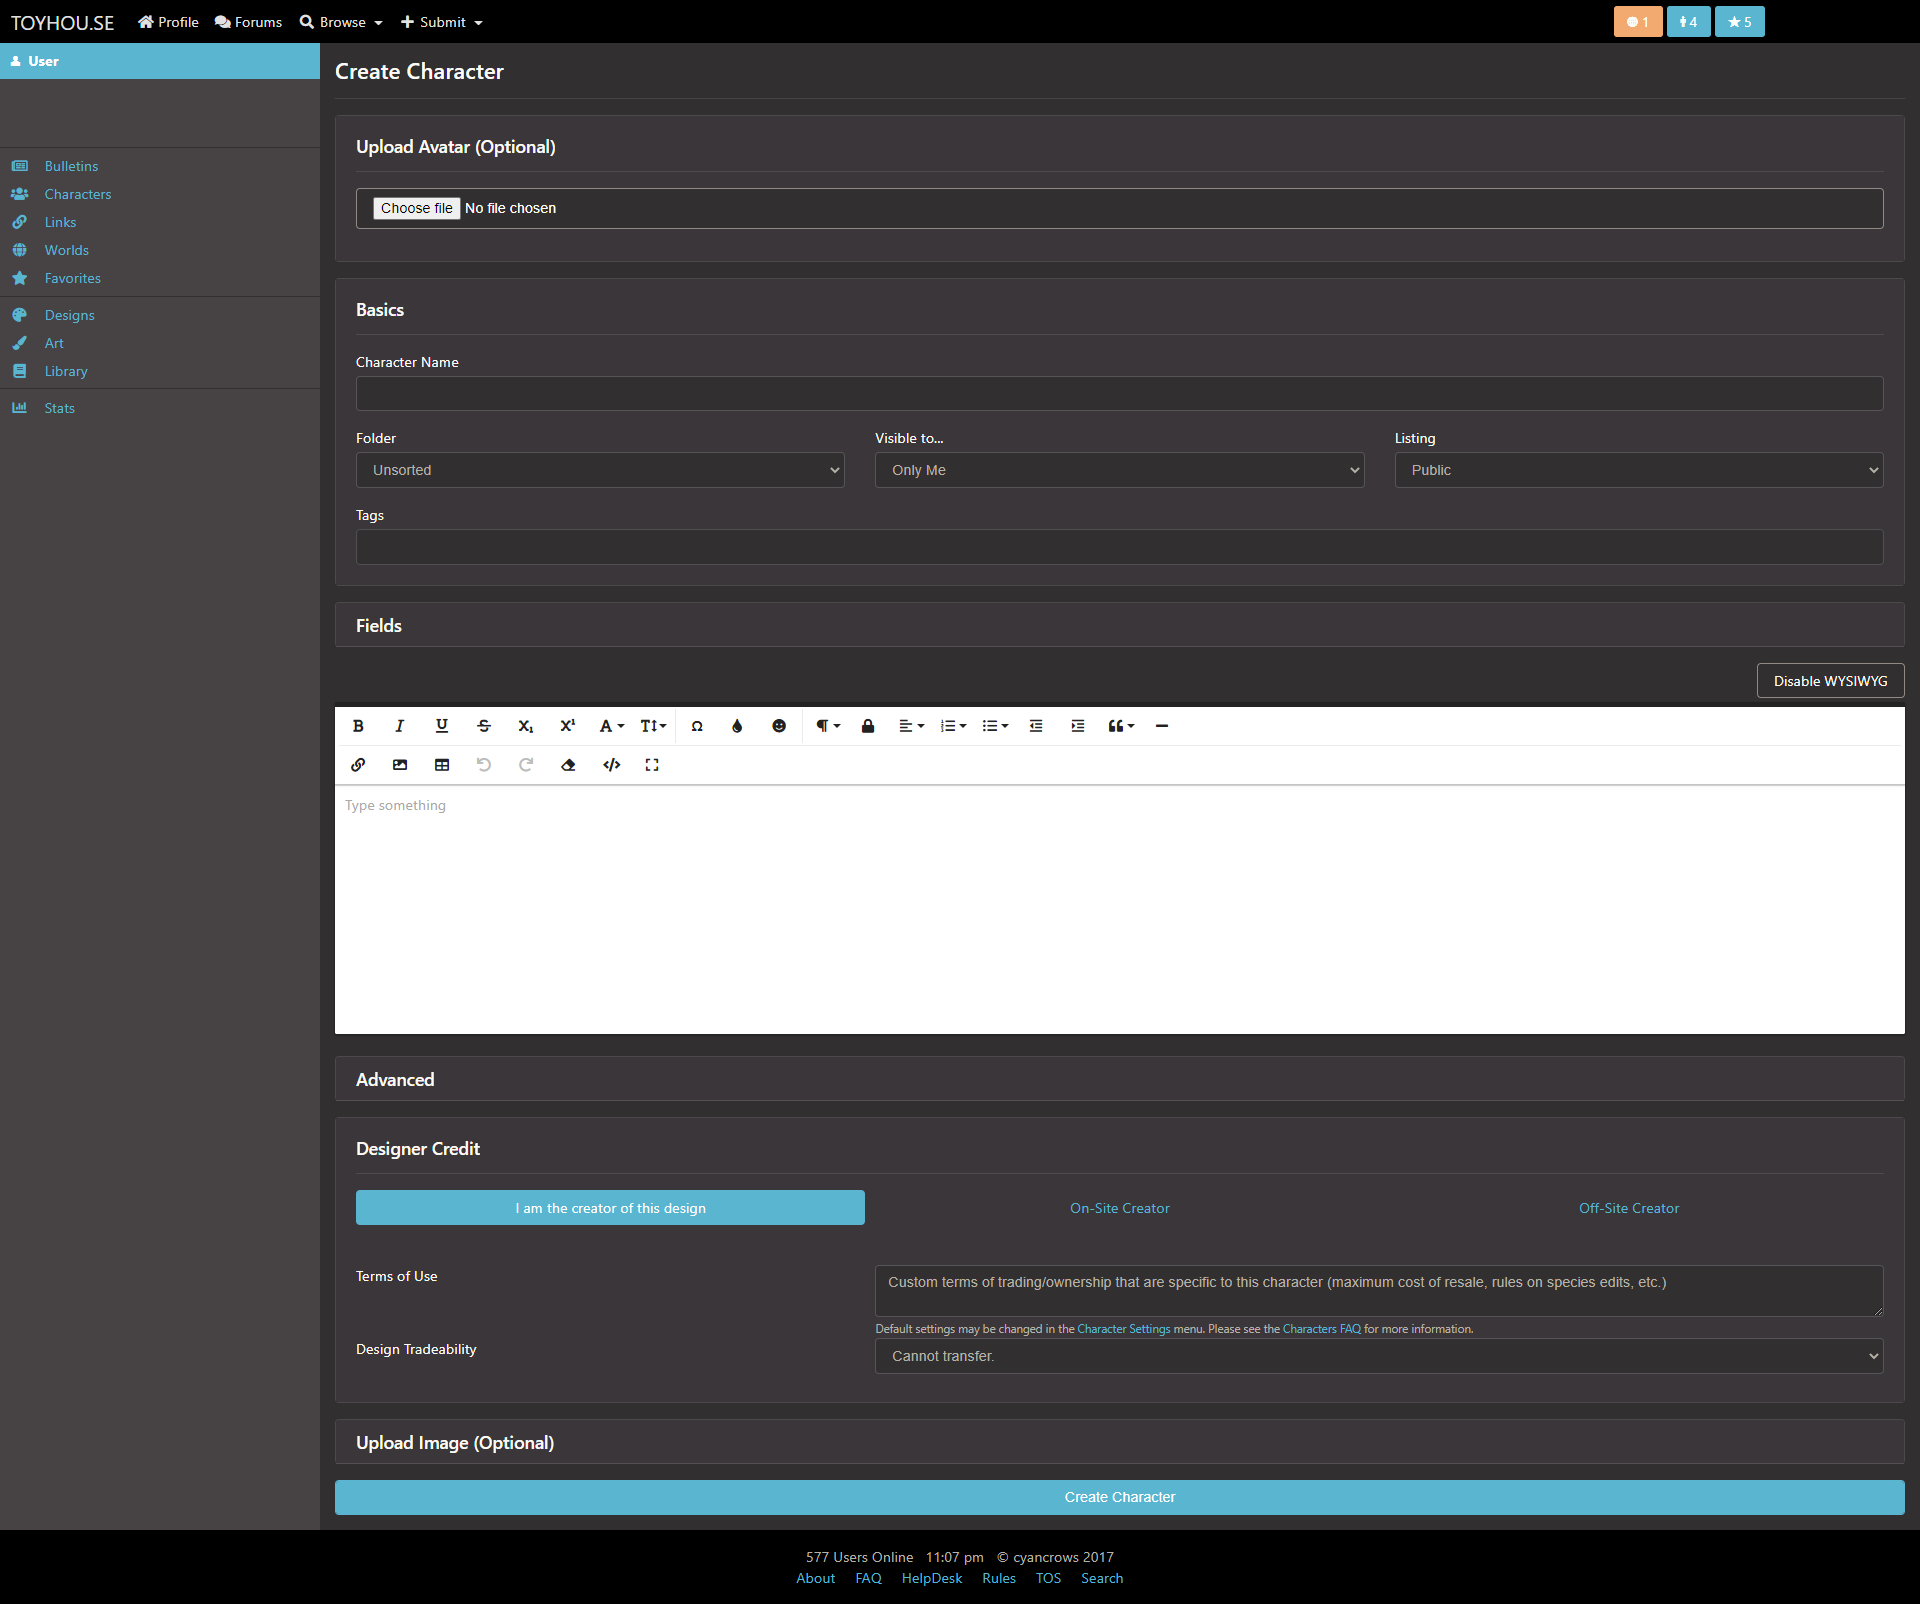 TOYHOU.SE Profile Forums Browse Submit 1 4 5
User
Bulletins
Characters
Links
Worlds
Favorites
Designs
Art
Library
Stats
Create Character
Upload Avatar (Optional)
Choose file No file chosen
Basics
Character Name
Folder Visible to... Listing
Unsorted Only Me Public
Tags
Fields
Disable WYSIWYG
Type something
Advanced
Designer Credit
I am the creator of this design On-Site Creator Off-Site Creator
Terms of Use
Custom terms of trading/ownership that are specific to this character (maximum cost of resale, rules on species edits, etc.)
Default settings may be changed in the Character Settings menu. Please see the Characters FAQ for more information.
Design Tradeability
Cannot transfer.
Upload Image (Optional)
Create Character
577 Users Online 11:07 pm © cyancrows 2017
About FAQ HelpDesk Rules TOS Search